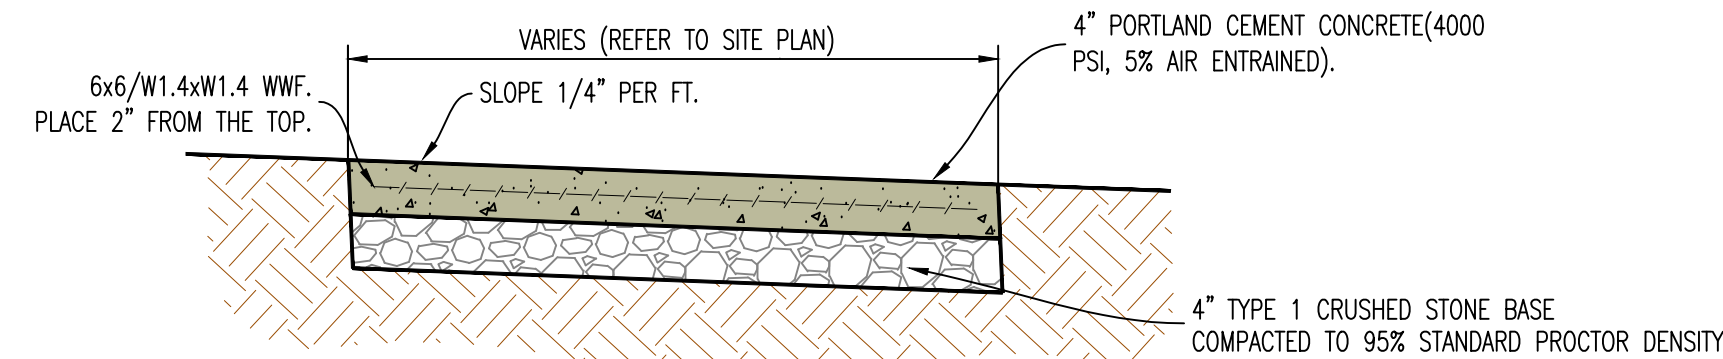 VARIES (REFER TO SITE PLAN)
4" PORTLAND CEMENT CONCRETE(4000
PSI, 5% AIR ENTRAINED).
6x6/W1.4xW1.4 WWF.
PLACE 2" FROM THE TOP.
SLOPE 1/4" PER FT.
4" TYPE 1 CRUSHED STONE BASE
COMPACTED TO 95% STANDARD PROCTOR DENSITY